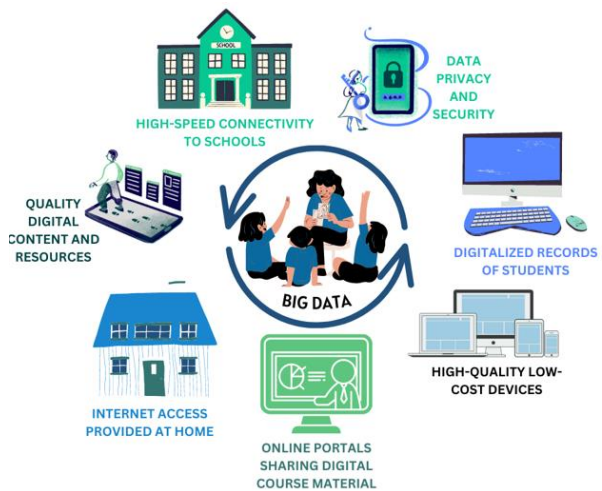 SCHOOL
HIGH-SPEED CONNECTIVITY
TO SCHOOLS
DATA
PRIVACY
AND
SECURITY
QUALITY
DIGITAL
CONTENT AND
RESOURCES
DIGITALIZED RECORDS
OF STUDENTS
BIG DATA
HIGH-QUALITY LOW-
COST DEVICES
INTERNET ACCESS
PROVIDED AT HOME
ONLINE PORTALS
SHARING DIGITAL
COURSE MATERIAL